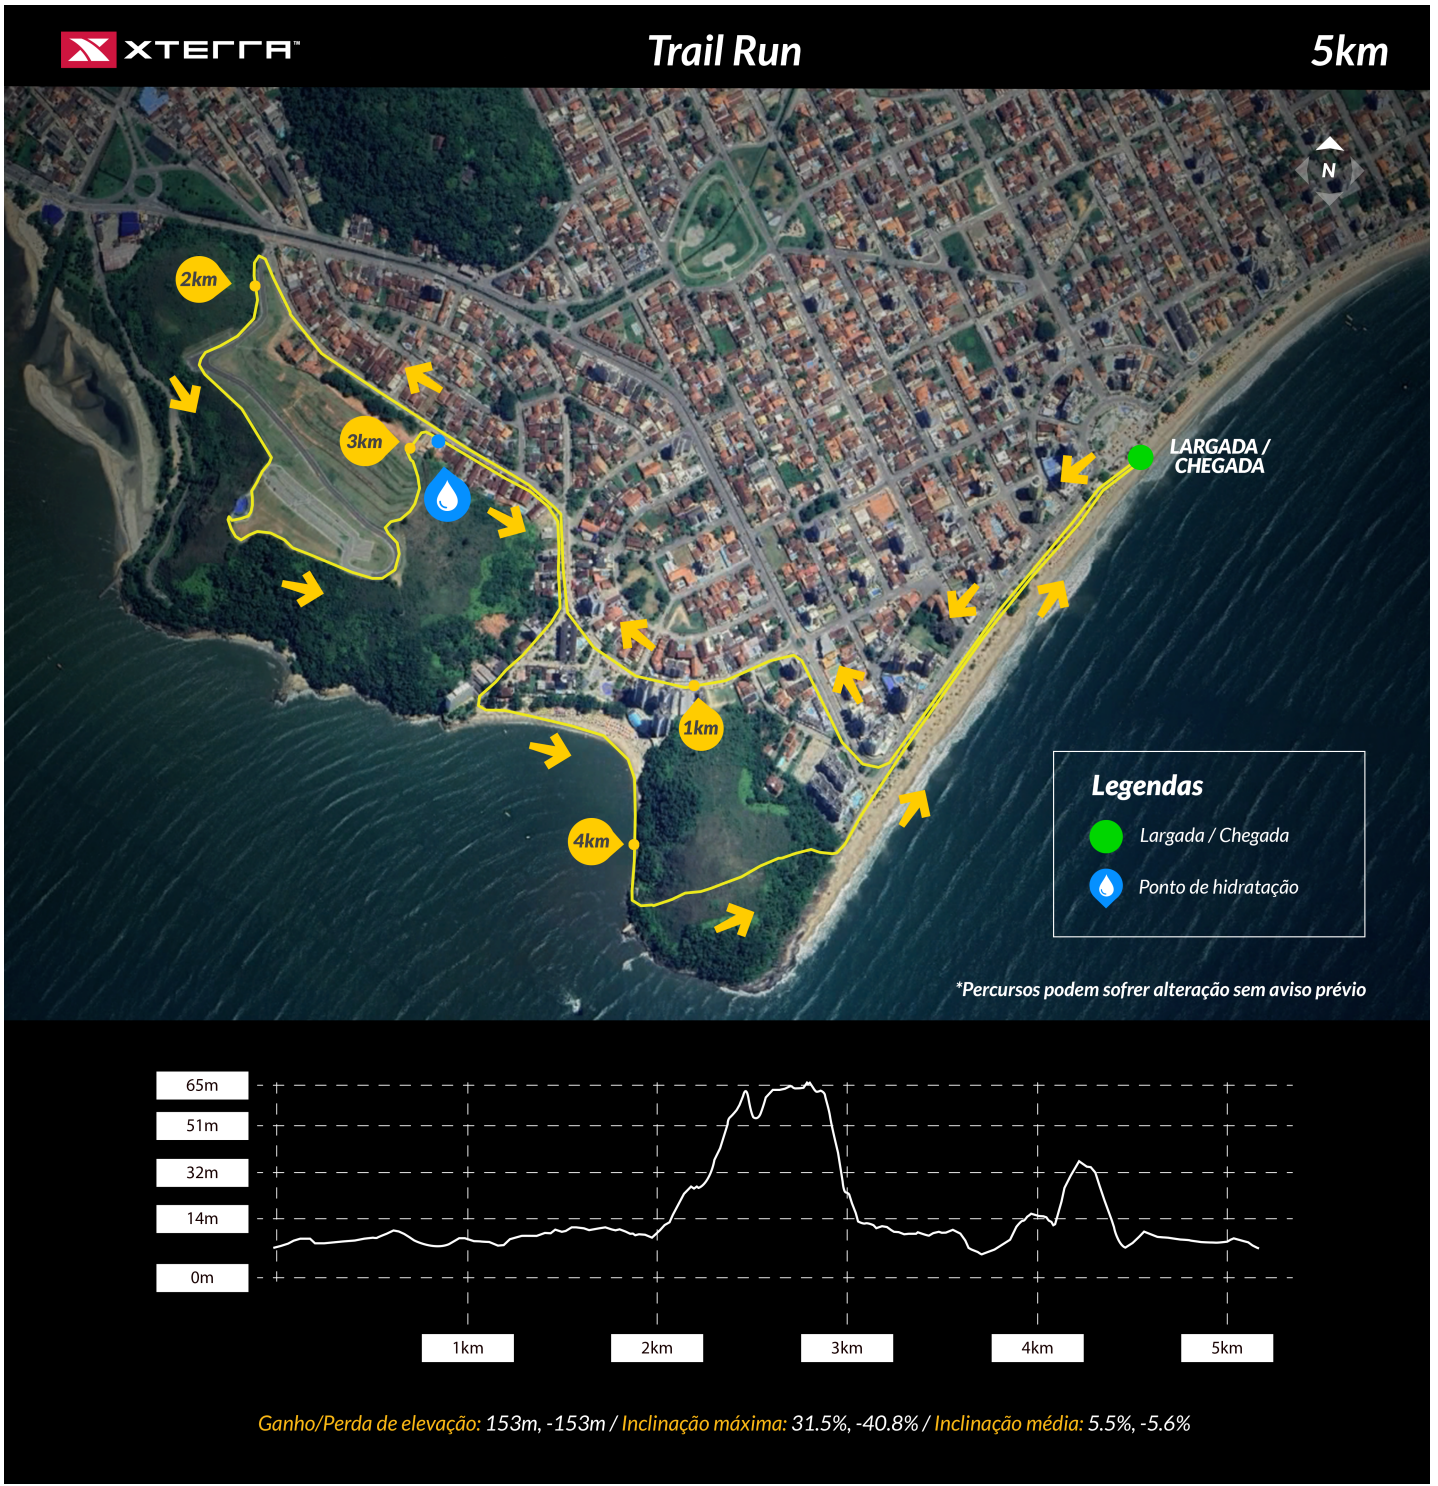 XTERRA™
Trail Run
5km
N
2km
3km
LARGADA /
CHEGADA
1km
4km
Legendas
Largada / Chegada
Ponto de hidratação
*Percursos podem sofrer alteração sem aviso prévio
65m
51m
32m
14m
0m
1km
2km
3km
4km
5km
Ganho/Perda de elevação: 153m, -153m / Inclinação máxima: 31.5%, -40.8% / Inclinação média: 5.5%, -5.6%